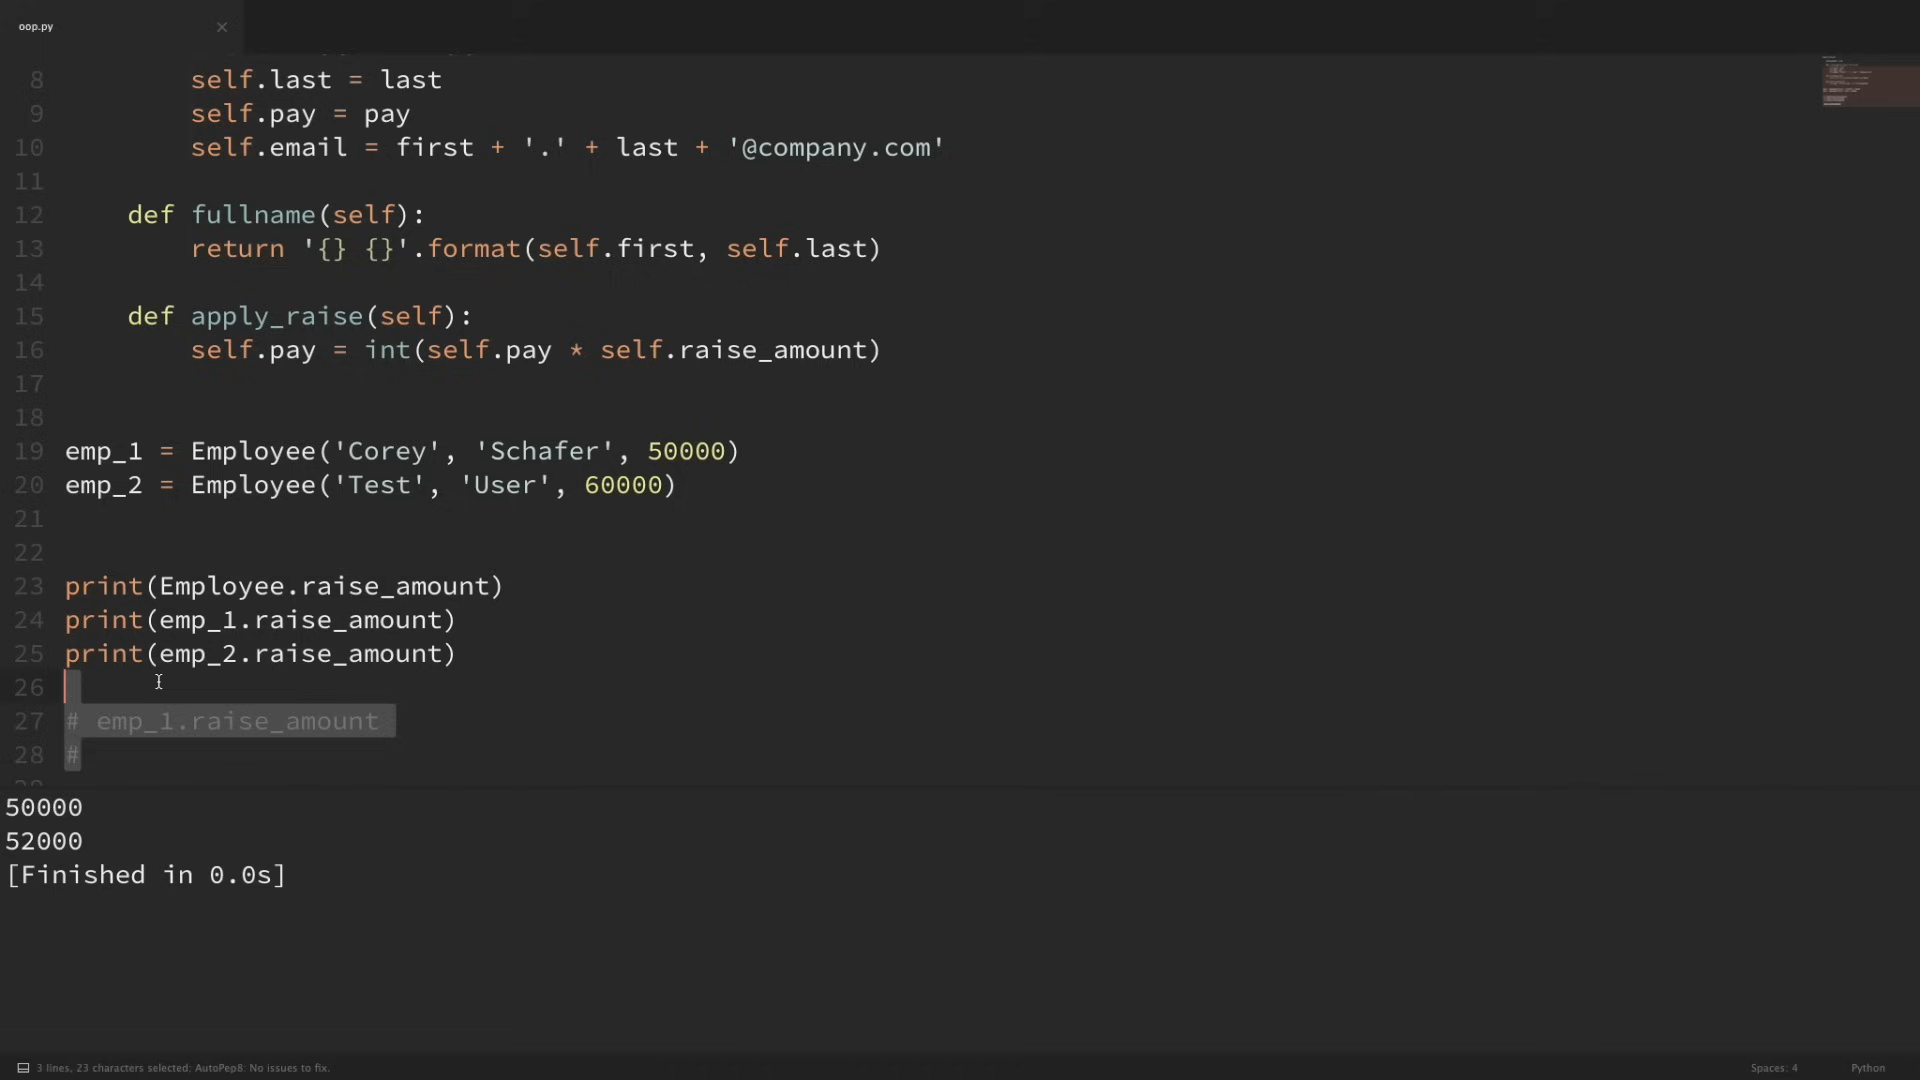 oop.py ×
8 self.last = last
9 self.pay = pay
10 self.email = first + '.' + last + '@company.com'
11
12 def fullname(self):
13 return '{} {}'.format(self.first, self.last)
14
15 def apply_raise(self):
16 self.pay = int(self.pay * self.raise_amount)
17
18
19 emp_1 = Employee('Corey', 'Schafer', 50000)
20 emp_2 = Employee('Test', 'User', 60000)
21
22
23 print(Employee.raise_amount)
24 print(emp_1.raise_amount)
25 print(emp_2.raise_amount)
26
27 # emp_1.raise_amount
28 #
50000
52000
[Finished in 0.0s]
3 lines, 23 characters selected: AutoPep8: No issues to fix. Spaces: 4 Python